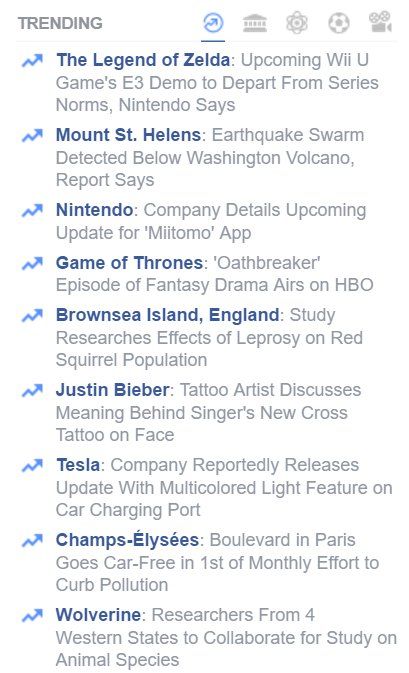 TRENDING
The Legend of Zelda: Upcoming Wii U
Game's E3 Demo to Depart From Series
Norms, Nintendo Says
Mount St. Helens: Earthquake Swarm
Detected Below Washington Volcano,
Report Says
Nintendo: Company Details Upcoming
Update for 'Miitomo' App
Game of Thrones: 'Oathbreaker'
Episode of Fantasy Drama Airs on HBO
Brownsea Island, England: Study
Researches Effects of Leprosy on Red
Squirrel Population
Justin Bieber: Tattoo Artist Discusses
Meaning Behind Singer's New Cross
Tattoo on Face
Tesla: Company Reportedly Releases
Update With Multicolored Light Feature on
Car Charging Port
Champs-Élysées: Boulevard in Paris
Goes Car-Free in 1st of Monthly Effort to
Curb Pollution
Wolverine: Researchers From 4
Western States to Collaborate for Study on
Animal Species